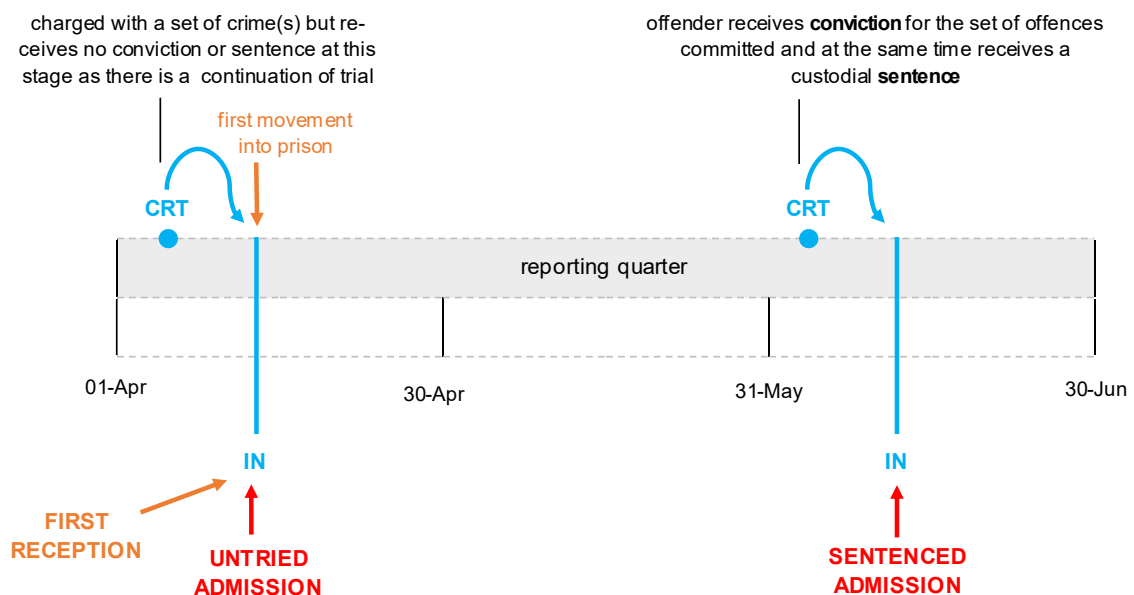 charged with a set of crime(s) but re-
ceives no conviction or sentence at this
stage as there is a continuation of trial
offender receives conviction for the set of offences
committed and at the same time receives a
custodial sentence
first movement
into prison
CRT
CRT
reporting quarter
01-Apr
30-Apr
31-May
30-Jun
IN
IN
FIRST
RECEPTION
UNTRIED
ADMISSION
SENTENCED
ADMISSION